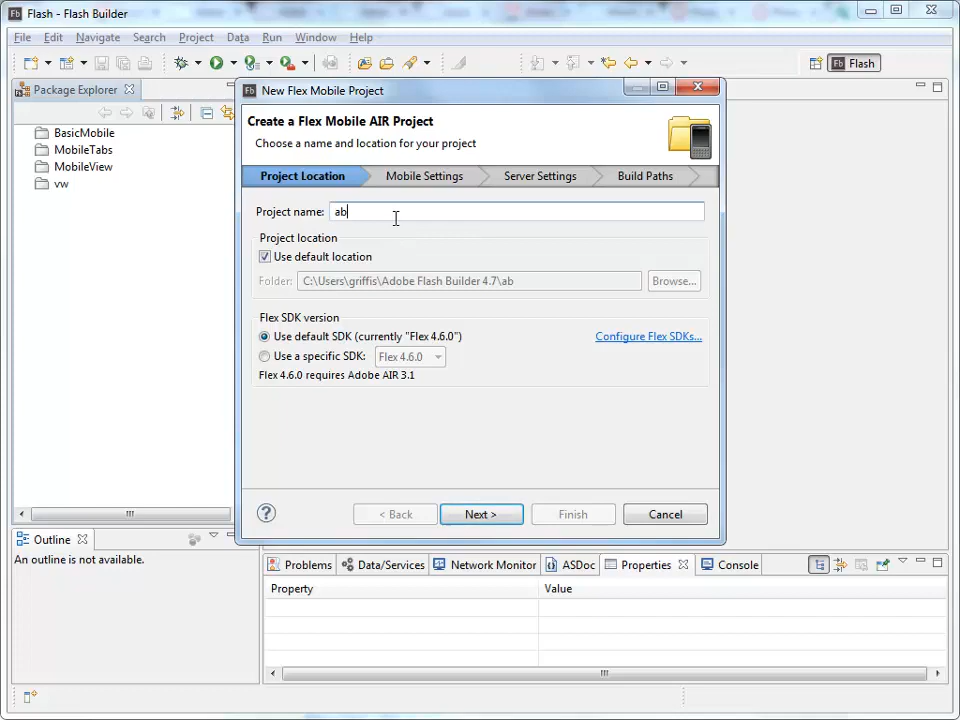 Fb Flash - Flash Builder
File Edit Navigate Search Project Data Run Window Help
Fb Flash
Package Explorer
BasicMobile
MobileTabs
MobileView
vw
Fb New Flex Mobile Project
Create a Flex Mobile AIR Project
Choose a name and location for your project
Project Location Mobile Settings Server Settings Build Paths
Project name: ab
Project location
Use default location
Folder: C:\Users\griffis\Adobe Flash Builder 4.7\ab Browse...
Flex SDK version
Use default SDK (currently "Flex 4.6.0") Configure Flex SDKs...
Use a specific SDK: Flex 4.6.0
Flex 4.6.0 requires Adobe AIR 3.1
? < Back Next > Finish Cancel
Outline
An outline is not available.
Problems Data/Services Network Monitor ASDoc Properties Console
Property Value